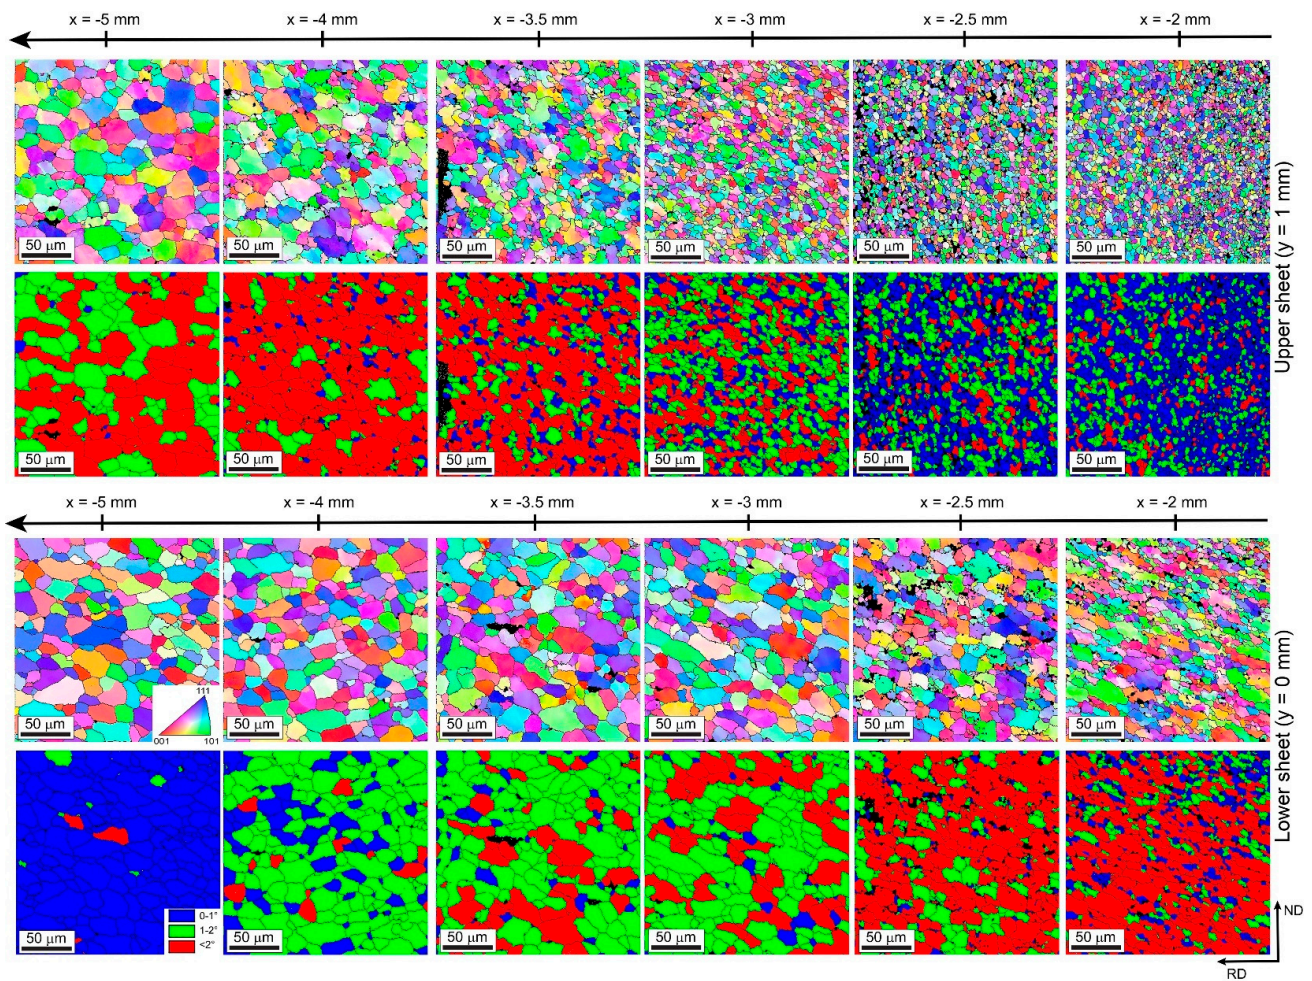 x = -5 mm x = -4 mm x = -3.5 mm x = -3 mm x = -2.5 mm x = -2 mm
50 µm 50 µm 50 µm 50 µm 50 µm 50 µm
50 µm 50 µm 50 µm 50 µm 50 µm 50 µm
Upper sheet (y = 1 mm)
x = -5 mm x = -4 mm x = -3.5 mm x = -3 mm x = -2.5 mm x = -2 mm
111
001 101
50 µm 50 µm 50 µm 50 µm 50 µm 50 µm
0-1°
1-2°
<2°
50 µm 50 µm 50 µm 50 µm 50 µm 50 µm
Lower sheet (y = 0 mm)
ND
RD